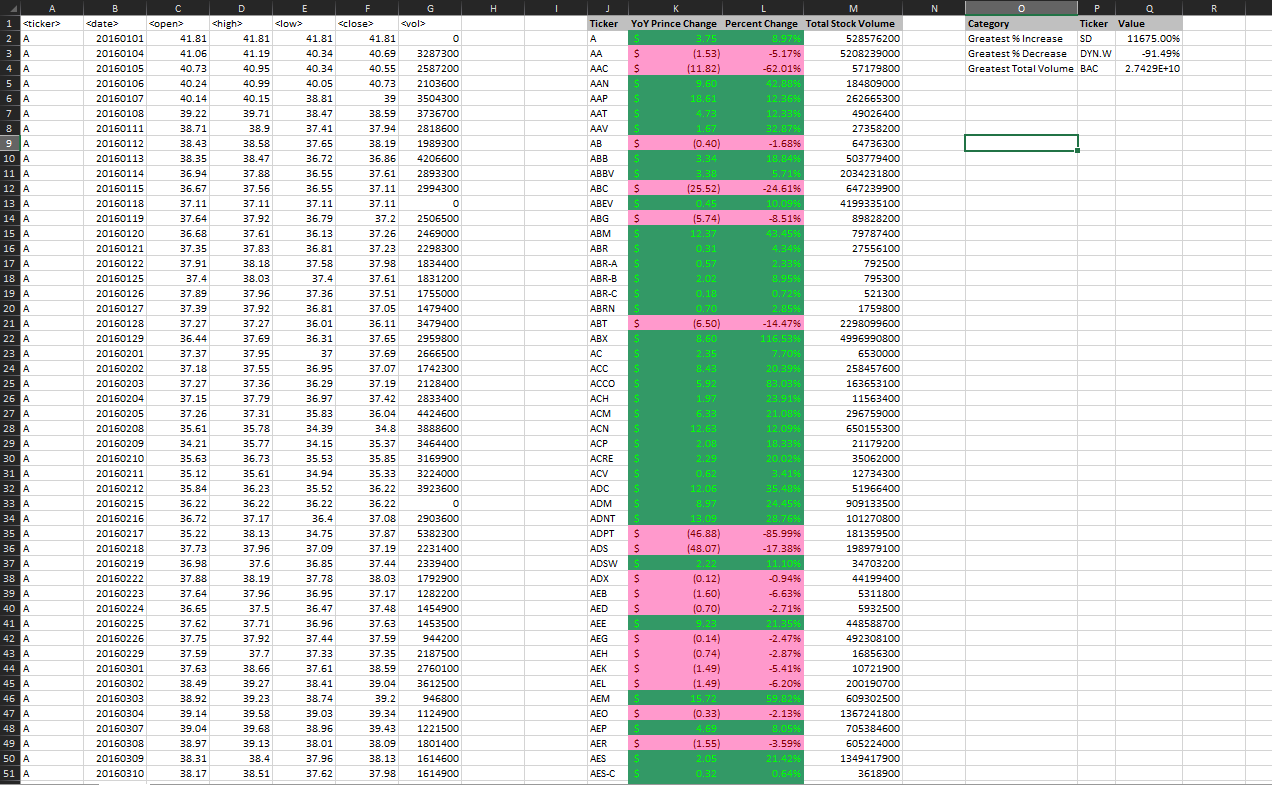 A B C D E F G H I J K L M N O P Q R
1 <ticker> <date> <open> <high> <low> <close> <vol> Ticker YoY Prince Change Percent Change Total Stock Volume Category Ticker Value
2 A 20160101 41.81 41.81 41.81 41.81 0 A $ 3.75 8.97% 528576200 Greatest % Increase SD 11675.00%
3 A 20160104 41.06 41.19 40.34 40.69 3287300 AA $ (1.53) -5.17% 5208239000 Greatest % Decrease DYN.W -91.49%
4 A 20160105 40.73 40.95 40.34 40.55 2587200 AAC $ (11.82) -62.01% 57179800 Greatest Total Volume BAC 2.7429E+10
5 A 20160106 40.24 40.99 40.05 40.73 2103600 AAN $ 9.60 42.88% 184809000
6 A 20160107 40.14 40.15 38.81 39 3504300 AAP $ 18.61 12.36% 262665300
7 A 20160108 39.22 39.71 38.47 38.59 3736700 AAT $ 4.73 12.33% 49026400
8 A 20160111 38.71 38.9 37.41 37.94 2818600 AAV $ 1.67 32.87% 27358200
9 A 20160112 38.43 38.58 37.65 38.19 1989300 AB $ (0.40) -1.68% 64736300
10 A 20160113 38.35 38.47 36.72 36.86 4206600 ABB $ 3.34 18.84% 503779400
11 A 20160114 36.94 37.88 36.55 37.61 2893300 ABBV $ 3.38 5.71% 2034231800
12 A 20160115 36.67 37.56 36.55 37.11 2994300 ABC $ (25.52) -24.61% 647239900
13 A 20160118 37.11 37.11 37.11 37.11 0 ABEV $ 0.45 10.09% 4199335100
14 A 20160119 37.64 37.92 36.79 37.2 2506500 ABG $ (5.74) -8.51% 89828200
15 A 20160120 36.68 37.61 36.13 37.26 2469000 ABM $ 12.37 43.45% 79787400
16 A 20160121 37.35 37.83 36.81 37.23 2298300 ABR $ 0.31 4.34% 27556100
17 A 20160122 37.91 38.18 37.58 37.98 1834400 ABR-A $ 0.57 2.33% 792500
18 A 20160125 37.4 38.03 37.4 37.61 1831200 ABR-B $ 2.02 8.95% 795300
19 A 20160126 37.89 37.96 37.36 37.51 1755000 ABR-C $ 0.18 0.72% 521300
20 A 20160127 37.39 37.92 36.81 37.05 1479400 ABRN $ 0.70 2.85% 1759800
21 A 20160128 37.27 37.27 36.01 36.11 3479400 ABT $ (6.50) -14.47% 2298099600
22 A 20160129 36.44 37.69 36.31 37.65 2959800 ABX $ 8.60 116.53% 4996990800
23 A 20160201 37.37 37.95 37 37.69 2666500 AC $ 2.35 7.70% 6530000
24 A 20160202 37.18 37.55 36.95 37.07 1742300 ACC $ 8.43 20.39% 258457600
25 A 20160203 37.27 37.36 36.29 37.19 2128400 ACCO $ 5.92 83.03% 163653100
26 A 20160204 37.15 37.79 36.97 37.42 2833400 ACH $ 1.97 23.91% 11563400
27 A 20160205 37.26 37.31 35.83 36.04 4424600 ACM $ 6.33 21.08% 296759000
28 A 20160208 35.61 35.78 34.39 34.8 3888600 ACN $ 12.63 12.09% 650155300
29 A 20160209 34.21 35.77 34.15 35.37 3464400 ACP $ 2.08 18.33% 21179200
30 A 20160210 35.63 36.73 35.53 35.85 3169900 ACRE $ 2.29 20.02% 35062000
31 A 20160211 35.12 35.61 34.94 35.33 3224000 ACV $ 0.62 3.41% 12734300
32 A 20160212 35.84 36.23 35.52 36.22 3923600 ADC $ 12.06 35.48% 51966400
33 A 20160215 36.22 36.22 36.22 36.22 0 ADM $ 8.97 24.45% 909133500
34 A 20160216 36.72 37.17 36.4 37.08 2903600 ADNT $ 13.09 28.76% 101270800
35 A 20160217 35.22 38.13 34.75 37.87 5382300 ADPT $ (46.88) -85.99% 181359500
36 A 20160218 37.73 37.96 37.09 37.19 2231400 ADS $ (48.07) -17.38% 198979100
37 A 20160219 36.98 37.6 36.85 37.44 2339400 ADSW $ 2.22 11.10% 34703200
38 A 20160222 37.88 38.19 37.78 38.03 1792900 ADX $ (0.12) -0.94% 44199400
39 A 20160223 37.64 37.96 36.95 37.17 1282200 AEB $ (1.60) -6.63% 5311800
40 A 20160224 36.65 37.5 36.47 37.48 1454900 AED $ (0.70) -2.71% 5932500
41 A 20160225 37.62 37.71 36.96 37.63 1453500 AEE $ 9.23 21.35% 448588700
42 A 20160226 37.75 37.92 37.44 37.59 944200 AEG $ (0.14) -2.47% 492308100
43 A 20160229 37.59 37.7 37.33 37.35 2187500 AEH $ (0.74) -2.87% 16856300
44 A 20160301 37.63 38.66 37.61 38.59 2760100 AEK $ (1.49) -5.41% 10721900
45 A 20160302 38.49 39.27 38.41 39.04 3612500 AEL $ (1.49) -6.20% 200190700
46 A 20160303 38.92 39.23 38.74 39.2 946800 AEM $ 15.72 59.82% 609302500
47 A 20160304 39.14 39.58 39.03 39.34 1124900 AEO $ (0.33) -2.13% 1367241800
48 A 20160307 39.04 39.68 38.96 39.43 1221500 AEP $ 4.69 8.05% 705384600
49 A 20160308 38.97 39.13 38.01 38.09 1801400 AER $ (1.55) -3.59% 605224000
50 A 20160309 38.31 38.4 37.96 38.13 1614600 AES $ 2.05 21.42% 1349417900
51 A 20160310 38.17 38.51 37.62 37.98 1614900 AES-C $ 0.32 0.64% 3618900